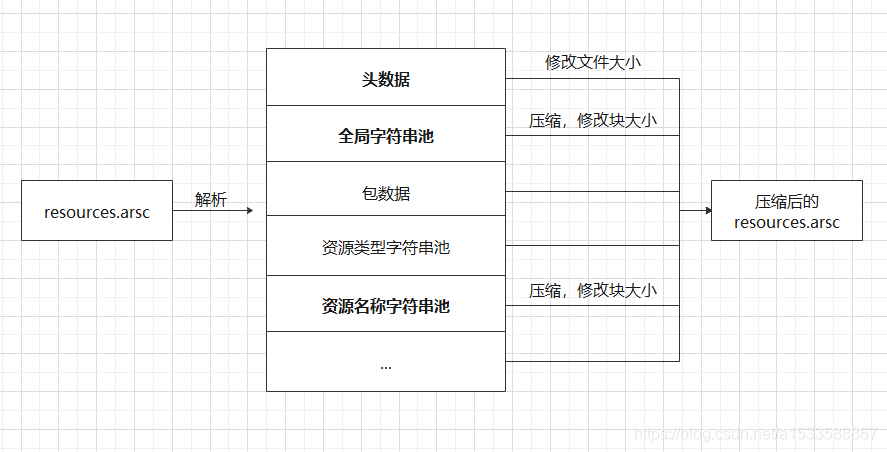 修改文件大小
头数据
压缩，修改块大小
全局字符串池
resources.arsc
解析
包数据
压缩后的
resources.arsc
资源类型字符串池
压缩，修改块大小
资源名称字符串池
...
https://blog.csdn.net/a1533588867